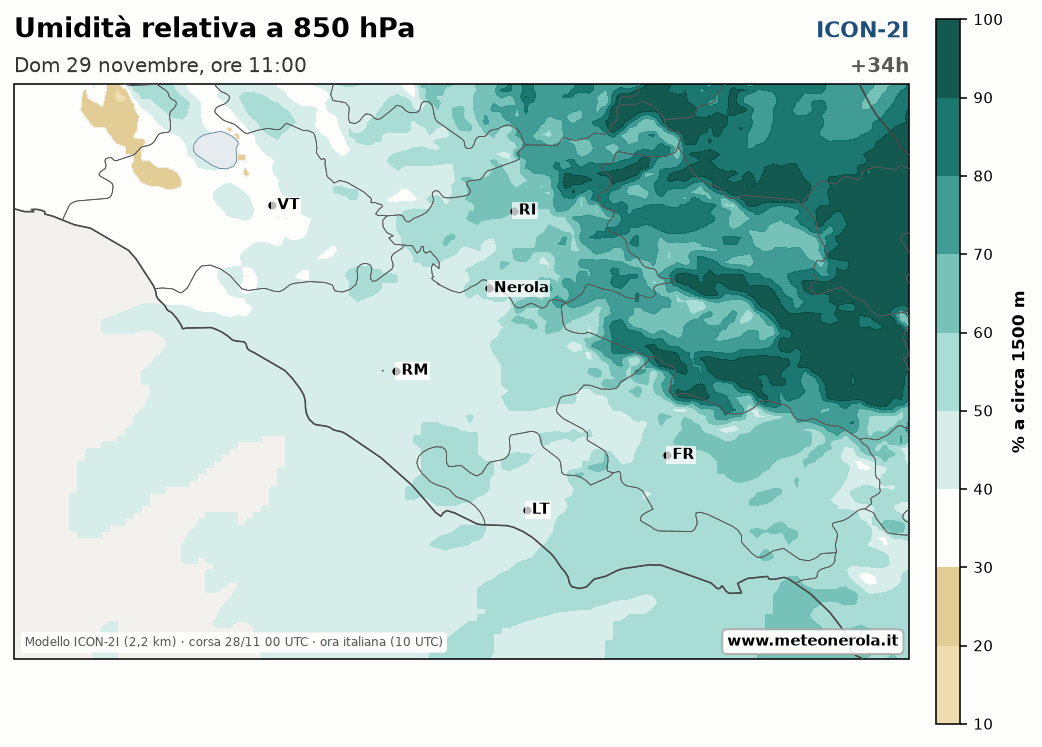 Umidità relativa a 850 hPa
ICON-2I
Dom 29 novembre, ore 11:00
+34h
VT
RI
Nerola
RM
FR
LT
Modello ICON-2I (2,2 km) · corsa 28/11 00 UTC · ora italiana (10 UTC)
www.meteonerola.it
100
90
80
70
60
50
40
30
20
10
% a circa 1500 m